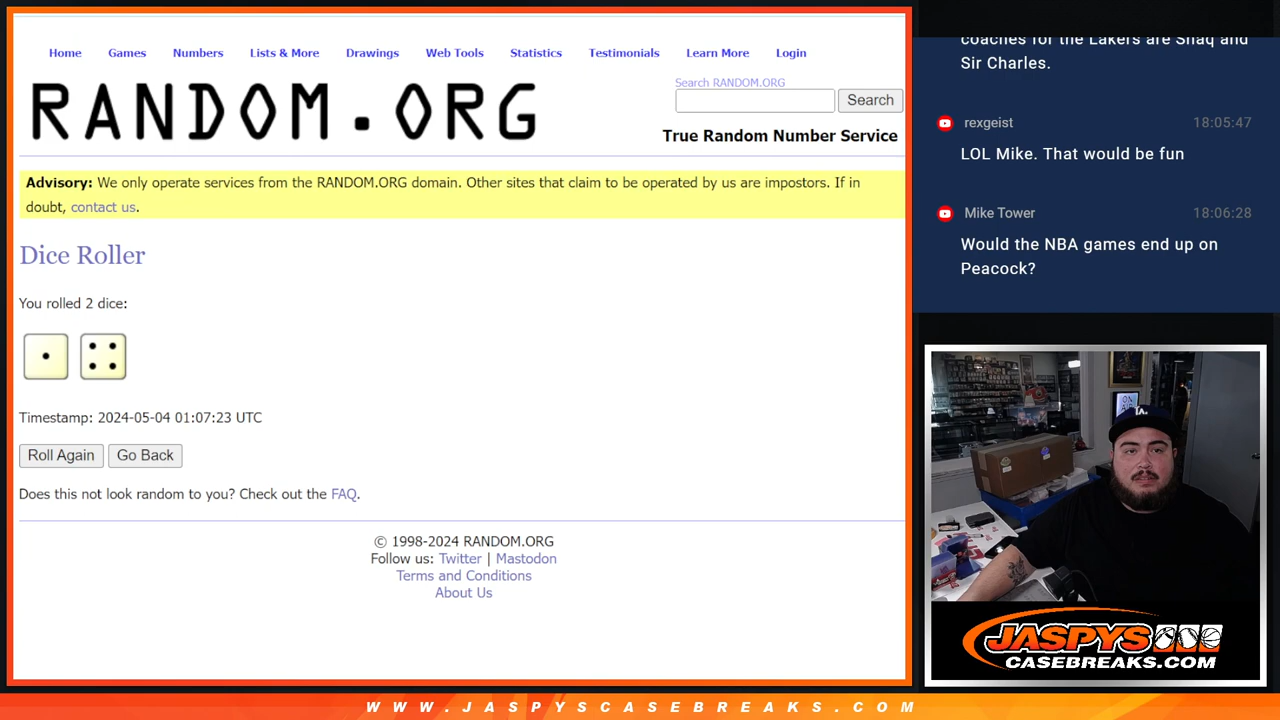 Home Games Numbers Lists & More Drawings Web Tools Statistics Testimonials Learn More Login
RANDOM.ORG
Search RANDOM.ORG
Search
True Random Number Service
Advisory: We only operate services from the RANDOM.ORG domain. Other sites that claim to be operated by us are impostors. If in
doubt, contact us.
Dice Roller
You rolled 2 dice:
Timestamp: 2024-05-04 01:07:23 UTC
Roll Again Go Back
Does this not look random to you? Check out the FAQ.
© 1998-2024 RANDOM.ORG
Follow us: Twitter | Mastodon
Terms and Conditions
About Us
coaches for the Lakers are Shaq and
Sir Charles.
rexgeist 18:05:47
LOL Mike. That would be fun
Mike Tower 18:06:28
Would the NBA games end up on
Peacock?
ON
AIR
LA
JASPYS
CASEBREAKS.COM
WWW.JASPYSCASEBREAKS.COM